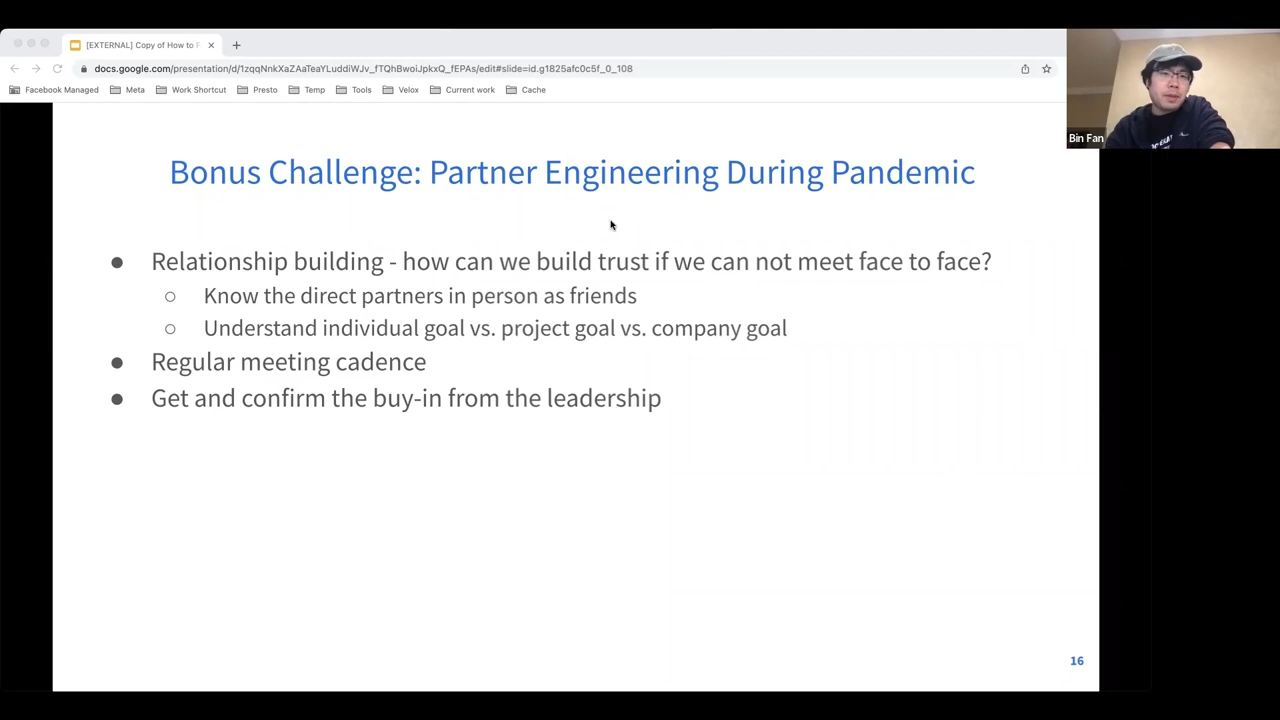 [EXTERNAL] Copy of How to F
docs.google.com/presentation/d/1zqqNnkXaZAaTeaYLuddiWJv_fTQhBwoiJpkxQ_fEPAs/edit#slide=id.g1825afc0c5f_0_108
Facebook Managed Meta Work Shortcut Presto Temp Tools Velox Current work Cache
Bin Fan
Bonus Challenge: Partner Engineering During Pandemic
● Relationship building - how can we build trust if we can not meet face to face?
○ Know the direct partners in person as friends
○ Understand individual goal vs. project goal vs. company goal
● Regular meeting cadence
● Get and confirm the buy-in from the leadership
16